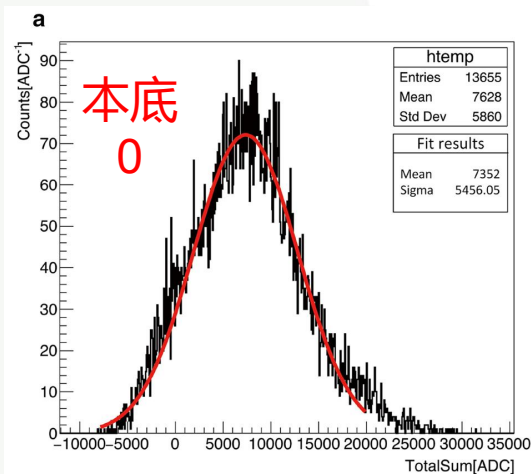 a
Counts[ADC⁻¹]
本底
0
htemp
Entries 13655
Mean 7628
Std Dev 5860
Fit results
Mean 7352
Sigma 5456.05
90
80
70
60
50
40
30
20
10
0
−10000 −5000 0 5000 10000 15000 20000 25000 30000 35000
TotalSum[ADC]